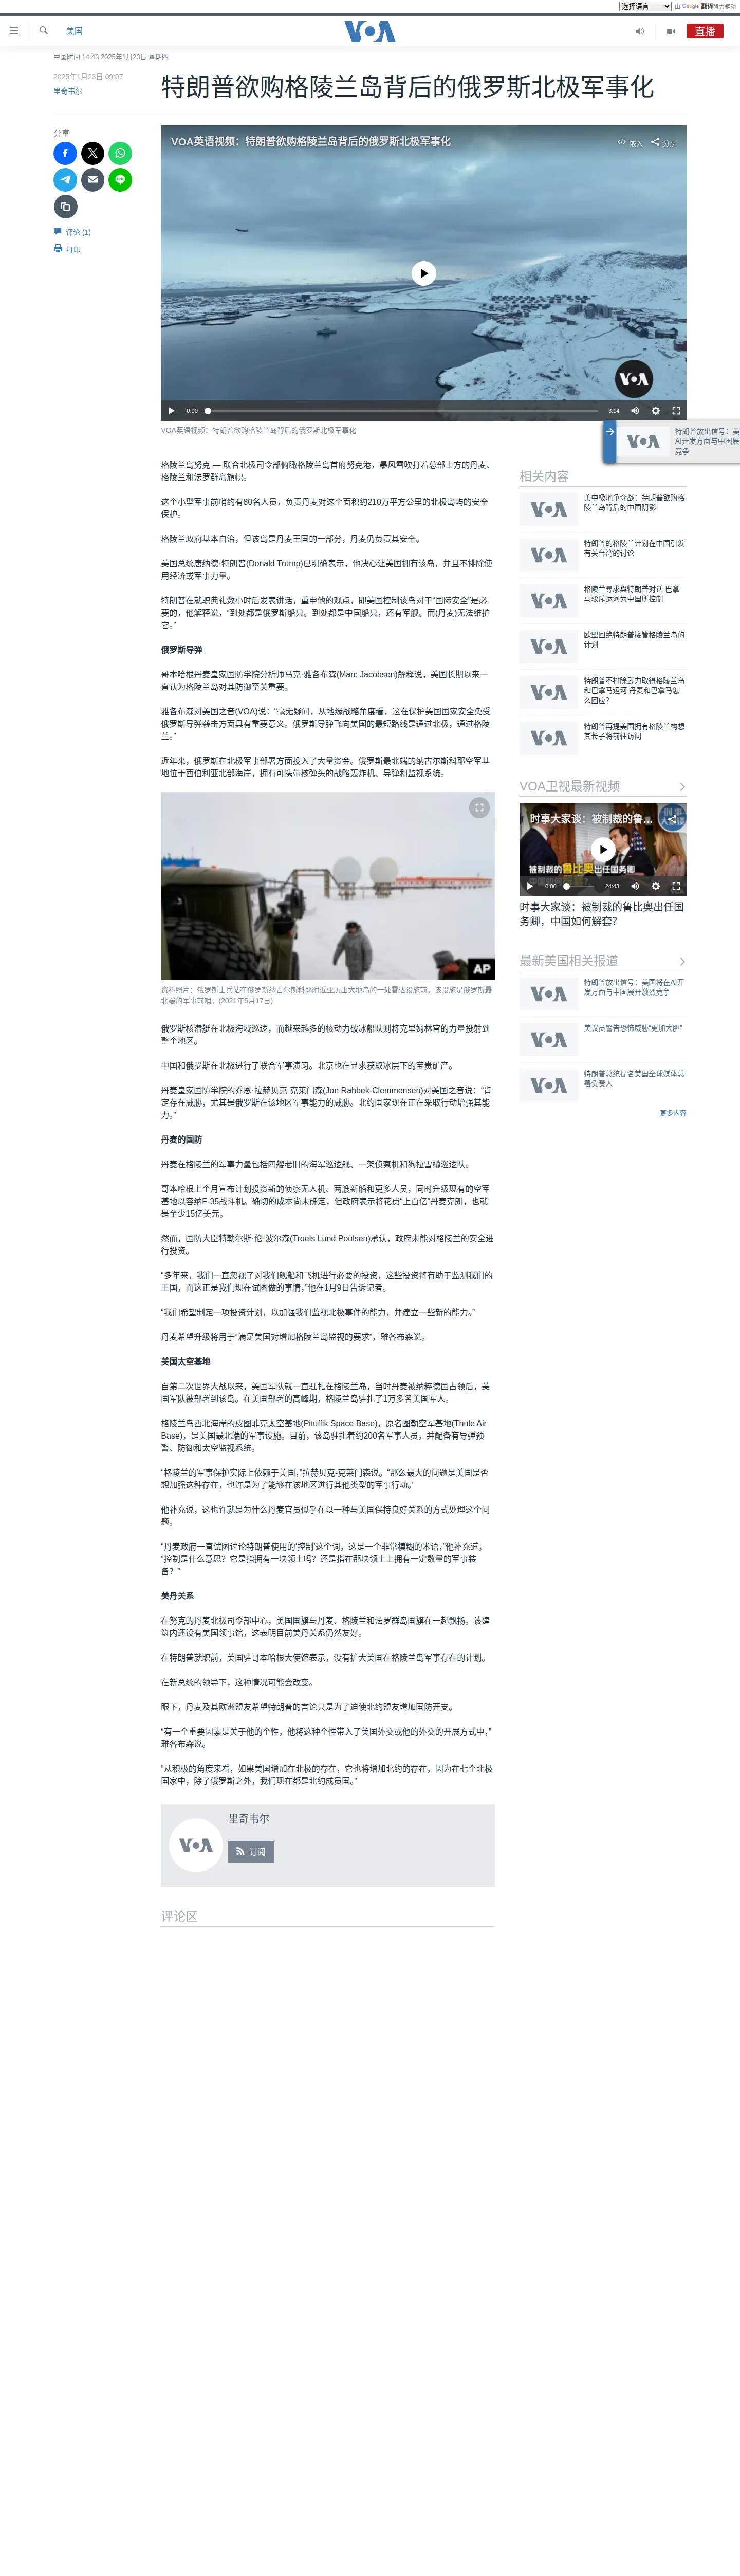 选择语言 由 Google 翻译强力驱动
美国
VOA
直播
中国时间 14:43 2025年1月23日 星期四
2025年1月23日 09:07
里奇韦尔
特朗普欲购格陵兰岛背后的俄罗斯北极军事化
分享
评论 (1)
打印
VOA英语视频：特朗普欲购格陵兰岛背后的俄罗斯北极军事化
嵌入 分享
VOA
0:00 3:14
VOA英语视频：特朗普欲购格陵兰岛背后的俄罗斯北极军事化
特朗普放出信号：美
AI开发方面与中国展
竞争
格陵兰岛努克 — 联合北极司令部俯瞰格陵兰岛首府努克港，暴风雪吹打着总部上方的丹麦、
格陵兰和法罗群岛旗帜。
这个小型军事前哨约有80名人员，负责丹麦对这个面积约210万平方公里的北极岛屿的安全
保护。
格陵兰政府基本自治，但该岛是丹麦王国的一部分，丹麦仍负责其安全。
美国总统唐纳德·特朗普(Donald Trump)已明确表示，他决心让美国拥有该岛，并且不排除使
用经济或军事力量。
特朗普在就职典礼数小时后发表讲话，重申他的观点，即美国控制该岛对于“国际安全”是必
要的，他解释说，“到处都是俄罗斯船只。到处都是中国船只，还有军舰。而(丹麦)无法维护
它。”
俄罗斯导弹
哥本哈根丹麦皇家国防学院分析师马克·雅各布森(Marc Jacobsen)解释说，美国长期以来一
直认为格陵兰岛对其防御至关重要。
雅各布森对美国之音(VOA)说：“毫无疑问，从地缘战略角度看，这在保护美国国家安全免受
俄罗斯导弹袭击方面具有重要意义。俄罗斯导弹飞向美国的最短路线是通过北极，通过格陵
兰。”
近年来，俄罗斯在北极军事部署方面投入了大量资金。俄罗斯最北端的纳古尔斯科耶空军基
地位于西伯利亚北部海岸，拥有可携带核弹头的战略轰炸机、导弹和监视系统。
AP
资料照片：俄罗斯士兵站在俄罗斯纳古尔斯科耶附近亚历山大地岛的一处雷达设施前。该设施是俄罗斯最
北端的军事前哨。(2021年5月17日)
俄罗斯核潜艇在北极海域巡逻，而越来越多的核动力破冰船队则将克里姆林宫的力量投射到
整个地区。
中国和俄罗斯在北极进行了联合军事演习。北京也在寻求获取冰层下的宝贵矿产。
丹麦皇家国防学院的乔恩·拉赫贝克-克莱门森(Jon Rahbek-Clemmensen)对美国之音说：“肯
定存在威胁，尤其是俄罗斯在该地区军事能力的威胁。北约国家现在正在采取行动增强其能
力。”
丹麦的国防
丹麦在格陵兰的军事力量包括四艘老旧的海军巡逻舰、一架侦察机和狗拉雪橇巡逻队。
哥本哈根上个月宣布计划投资新的侦察无人机、两艘新船和更多人员，同时升级现有的空军
基地以容纳F-35战斗机。确切的成本尚未确定，但政府表示将花费“上百亿”丹麦克朗，也就
是至少15亿美元。
然而，国防大臣特勒尔斯·伦·波尔森(Troels Lund Poulsen)承认，政府未能对格陵兰的安全进
行投资。
“多年来，我们一直忽视了对我们舰船和飞机进行必要的投资，这些投资将有助于监测我们的
王国，而这正是我们现在试图做的事情，”他在1月9日告诉记者。
“我们希望制定一项投资计划，以加强我们监视北极事件的能力，并建立一些新的能力。”
丹麦希望升级将用于“满足美国对增加格陵兰岛监视的要求”，雅各布森说。
美国太空基地
自第二次世界大战以来，美国军队就一直驻扎在格陵兰岛，当时丹麦被纳粹德国占领后，美
国军队被部署到该岛。在美国部署的高峰期，格陵兰岛驻扎了1万多名美国军人。
格陵兰岛西北海岸的皮图菲克太空基地(Pituffik Space Base)，原名图勒空军基地(Thule Air
Base)，是美国最北端的军事设施。目前，该岛驻扎着约200名军事人员，并配备有导弹预
警、防御和太空监视系统。
“格陵兰的军事保护实际上依赖于美国，”拉赫贝克-克莱门森说。“那么最大的问题是美国是否
想加强这种存在，也许是为了能够在该地区进行其他类型的军事行动。”
他补充说，这也许就是为什么丹麦官员似乎在以一种与美国保持良好关系的方式处理这个问
题。
“丹麦政府一直试图讨论特朗普使用的‘控制’这个词，这是一个非常模糊的术语，”他补充道。
“控制是什么意思？它是指拥有一块领土吗？还是指在那块领土上拥有一定数量的军事装
备？”
美丹关系
在努克的丹麦北极司令部中心，美国国旗与丹麦、格陵兰和法罗群岛国旗在一起飘扬。该建
筑内还设有美国领事馆，这表明目前美丹关系仍然友好。
在特朗普就职前，美国驻哥本哈根大使馆表示，没有扩大美国在格陵兰岛军事存在的计划。
在新总统的领导下，这种情况可能会改变。
眼下，丹麦及其欧洲盟友希望特朗普的言论只是为了迫使北约盟友增加国防开支。
“有一个重要因素是关于他的个性，他将这种个性带入了美国外交或他的外交的开展方式中，”
雅各布森说。
“从积极的角度来看，如果美国增加在北极的存在，它也将增加北约的存在，因为在七个北极
国家中，除了俄罗斯之外，我们现在都是北约成员国。”
VOA
里奇韦尔
订阅
评论区
相关内容
VOA
美中极地争夺战：特朗普欲购格
陵兰岛背后的中国阴影
VOA
特朗普的格陵兰计划在中国引发
有关台湾的讨论
VOA
格陵兰寻求與特朗普对话 巴拿
马驳斥运河为中国所控制
VOA
欧盟回绝特朗普接管格陵兰岛的
计划
VOA
特朗普不排除武力取得格陵兰岛
和巴拿马运河 丹麦和巴拿马怎
么回应？
VOA
特朗普再提美国拥有格陵兰构想
其长子将前往访问
VOA卫视最新视频
时事大家谈：被制裁的鲁...
被制裁的鲁比奥出任国务卿
0:00 24:43
时事大家谈：被制裁的鲁比奥出任国
务卿，中国如何解套？
最新美国相关报道
VOA
特朗普放出信号：美国将在AI开
发方面与中国展开激烈竞争
VOA
美议员警告恐怖威胁“更加大胆”
VOA
特朗普总统提名美国全球媒体总
署负责人
更多内容